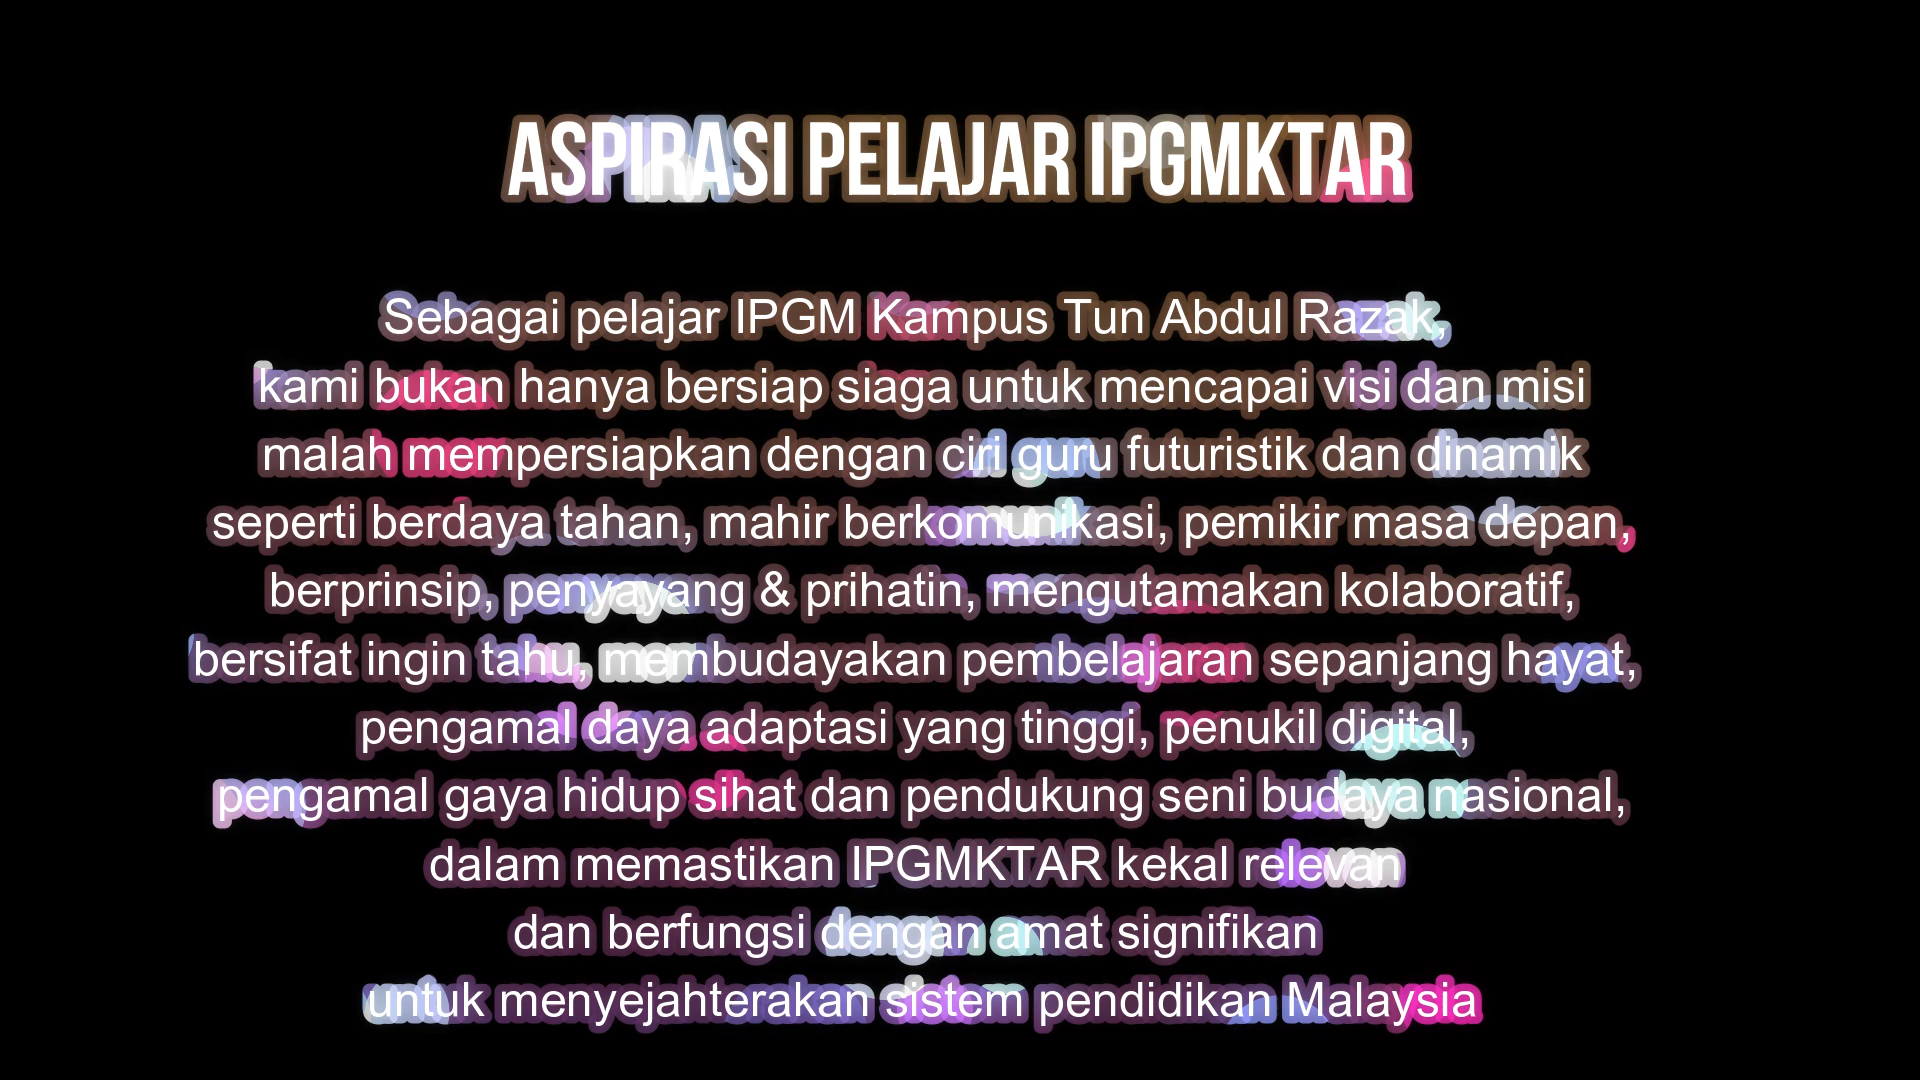 ASPIRASI PELAJAR IPGMKTAR
Sebagai pelajar IPGM Kampus Tun Abdul Razak,
kami bukan hanya bersiap siaga untuk mencapai visi dan misi
malah mempersiapkan dengan ciri guru futuristik dan dinamik
seperti berdaya tahan, mahir berkomunikasi, pemikir masa depan,
berprinsip, penyayang & prihatin, mengutamakan kolaboratif,
bersifat ingin tahu, membudayakan pembelajaran sepanjang hayat,
pengamal daya adaptasi yang tinggi, penukil digital,
pengamal gaya hidup sihat dan pendukung seni budaya nasional,
dalam memastikan IPGMKTAR kekal relevan
dan berfungsi dengan amat signifikan
untuk menyejahterakan sistem pendidikan Malaysia